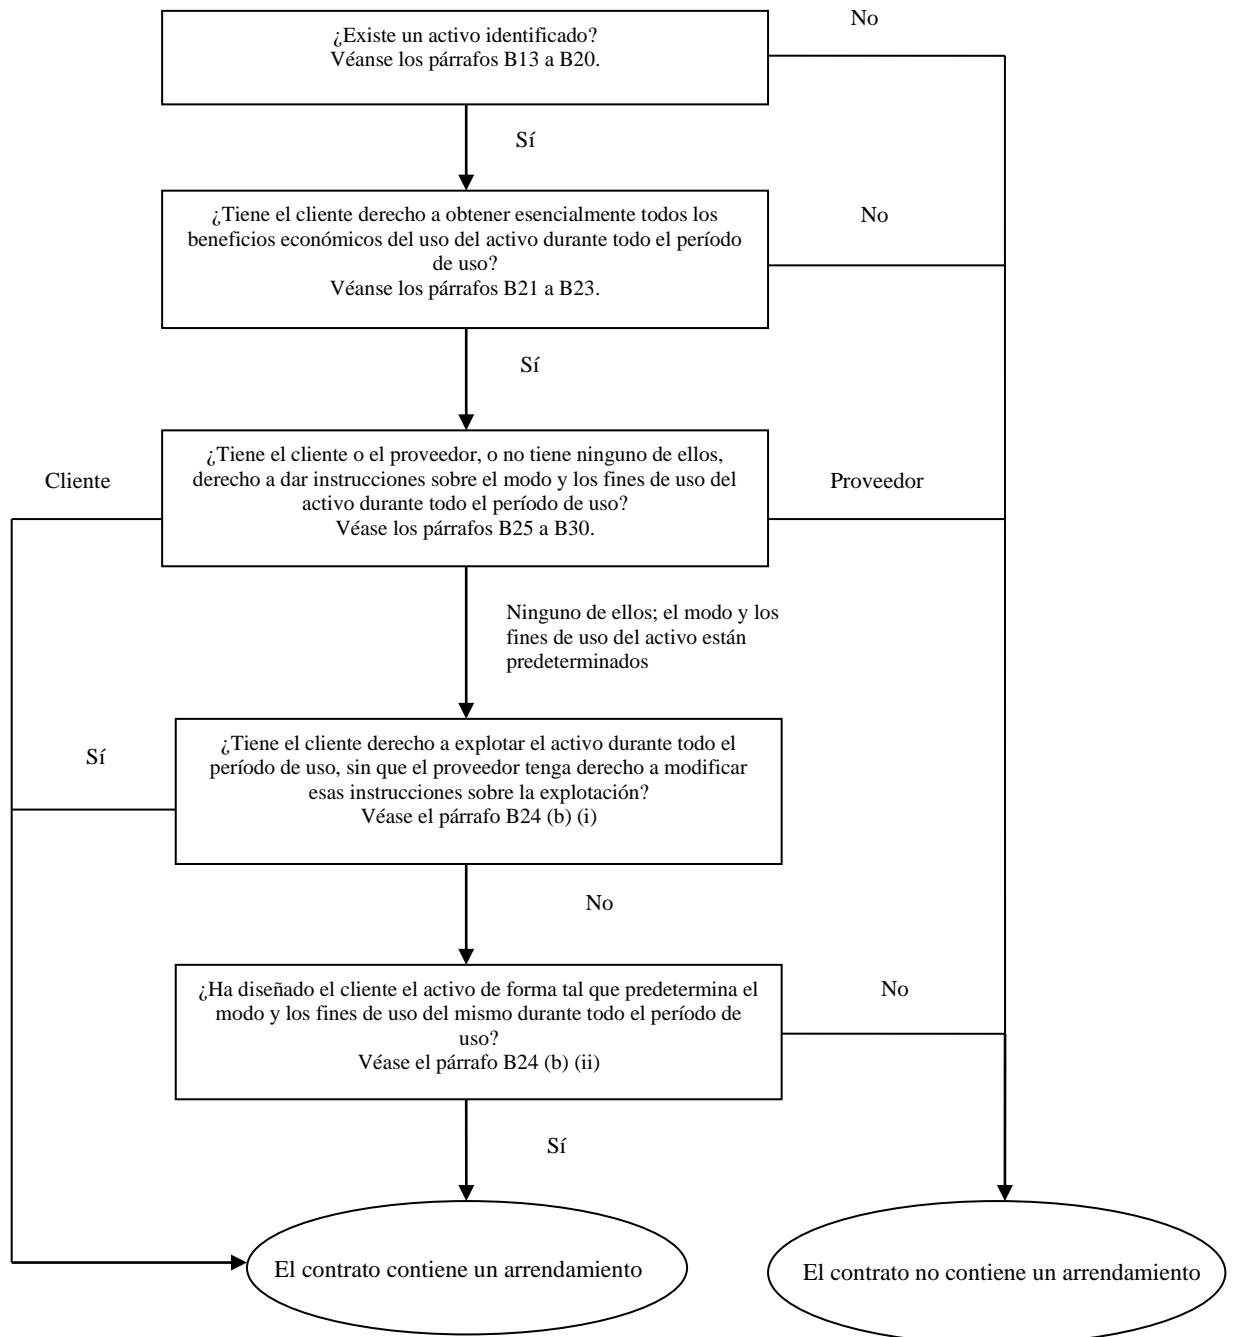 No
¿Existe un activo identificado?
Véanse los párrafos B13 a B20.
Sí
¿Tiene el cliente derecho a obtener esencialmente todos los
beneficios económicos del uso del activo durante todo el período
de uso?
Véanse los párrafos B21 a B23.
No
Sí
¿Tiene el cliente o el proveedor, o no tiene ninguno de ellos,
derecho a dar instrucciones sobre el modo y los fines de uso del
activo durante todo el período de uso?
Véase los párrafos B25 a B30.
Cliente
Proveedor
Ninguno de ellos; el modo y los
fines de uso del activo están
predeterminados
¿Tiene el cliente derecho a explotar el activo durante todo el
período de uso, sin que el proveedor tenga derecho a modificar
esas instrucciones sobre la explotación?
Véase el párrafo B24 (b) (i)
Sí
No
¿Ha diseñado el cliente el activo de forma tal que predetermina el
modo y los fines de uso del mismo durante todo el período de
uso?
Véase el párrafo B24 (b) (ii)
No
Sí
El contrato contiene un arrendamiento
El contrato no contiene un arrendamiento